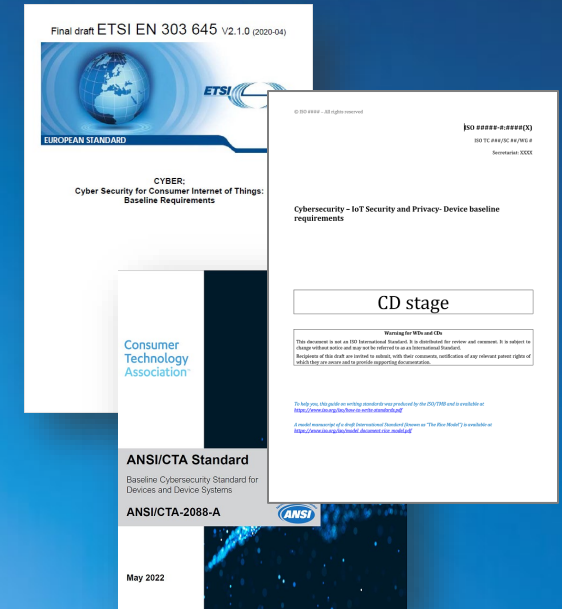 Final draft ETSI EN 303 645 V2.1.0 (2020-04)
ETSI
EUROPEAN STANDARD
CYBER;
Cyber Security for Consumer Internet of Things:
Baseline Requirements
© ISO #### – All rights reserved
ISO #####-#:####(X)
ISO TC ###/SC ##/WG #
Secretariat: XXXX
Cybersecurity – IoT Security and Privacy- Device baseline
requirements
CD stage
Warning for WDs and CDs
This document is not an ISO International Standard. It is distributed for review and comment. It is subject to
change without notice and may not be referred to as an International Standard.
Recipients of this draft are invited to submit, with their comments, notification of any relevant patent rights of
which they are aware and to provide supporting documentation.
To help you, this guide on writing standards was produced by the ISO/TMB and is available at
https://www.iso.org/iso/how-to-write-standards.pdf
A model manuscript of a draft International Standard (known as "The Rice Model") is available at
https://www.iso.org/iso/model_document-rice_model.pdf
Consumer
Technology
Association™
ANSI/CTA Standard
Baseline Cybersecurity Standard for
Devices and Device Systems
ANSI/CTA-2088-A
ANSI
May 2022